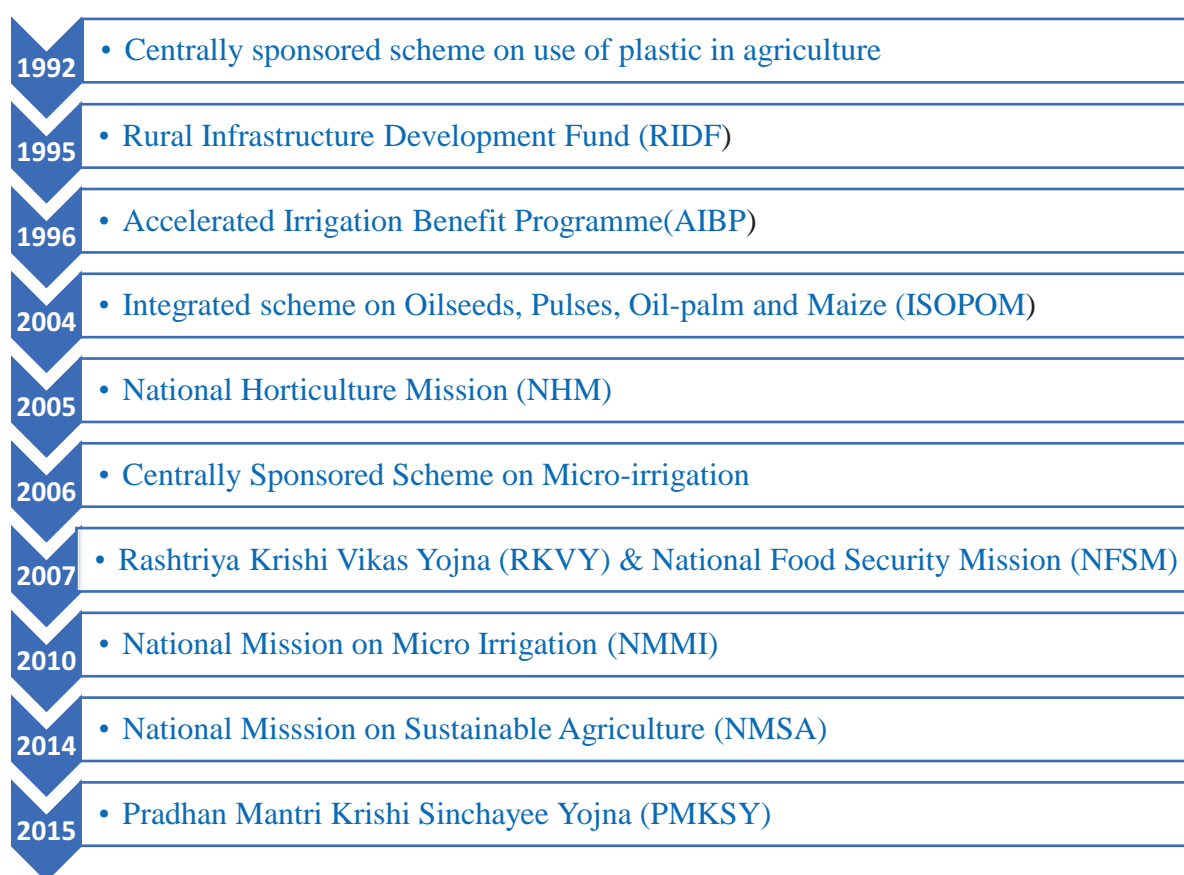 1992
• Centrally sponsored scheme on use of plastic in agriculture
1995
• Rural Infrastructure Development Fund (RIDF)
1996
• Accelerated Irrigation Benefit Programme(AIBP)
2004
• Integrated scheme on Oilseeds, Pulses, Oil-palm and Maize (ISOPOM)
2005
• National Horticulture Mission (NHM)
2006
• Centrally Sponsored Scheme on Micro-irrigation
2007
• Rashtriya Krishi Vikas Yojna (RKVY) & National Food Security Mission (NFSM)
2010
• National Mission on Micro Irrigation (NMMI)
2014
• National Misssion on Sustainable Agriculture (NMSA)
2015
• Pradhan Mantri Krishi Sinchayee Yojna (PMKSY)